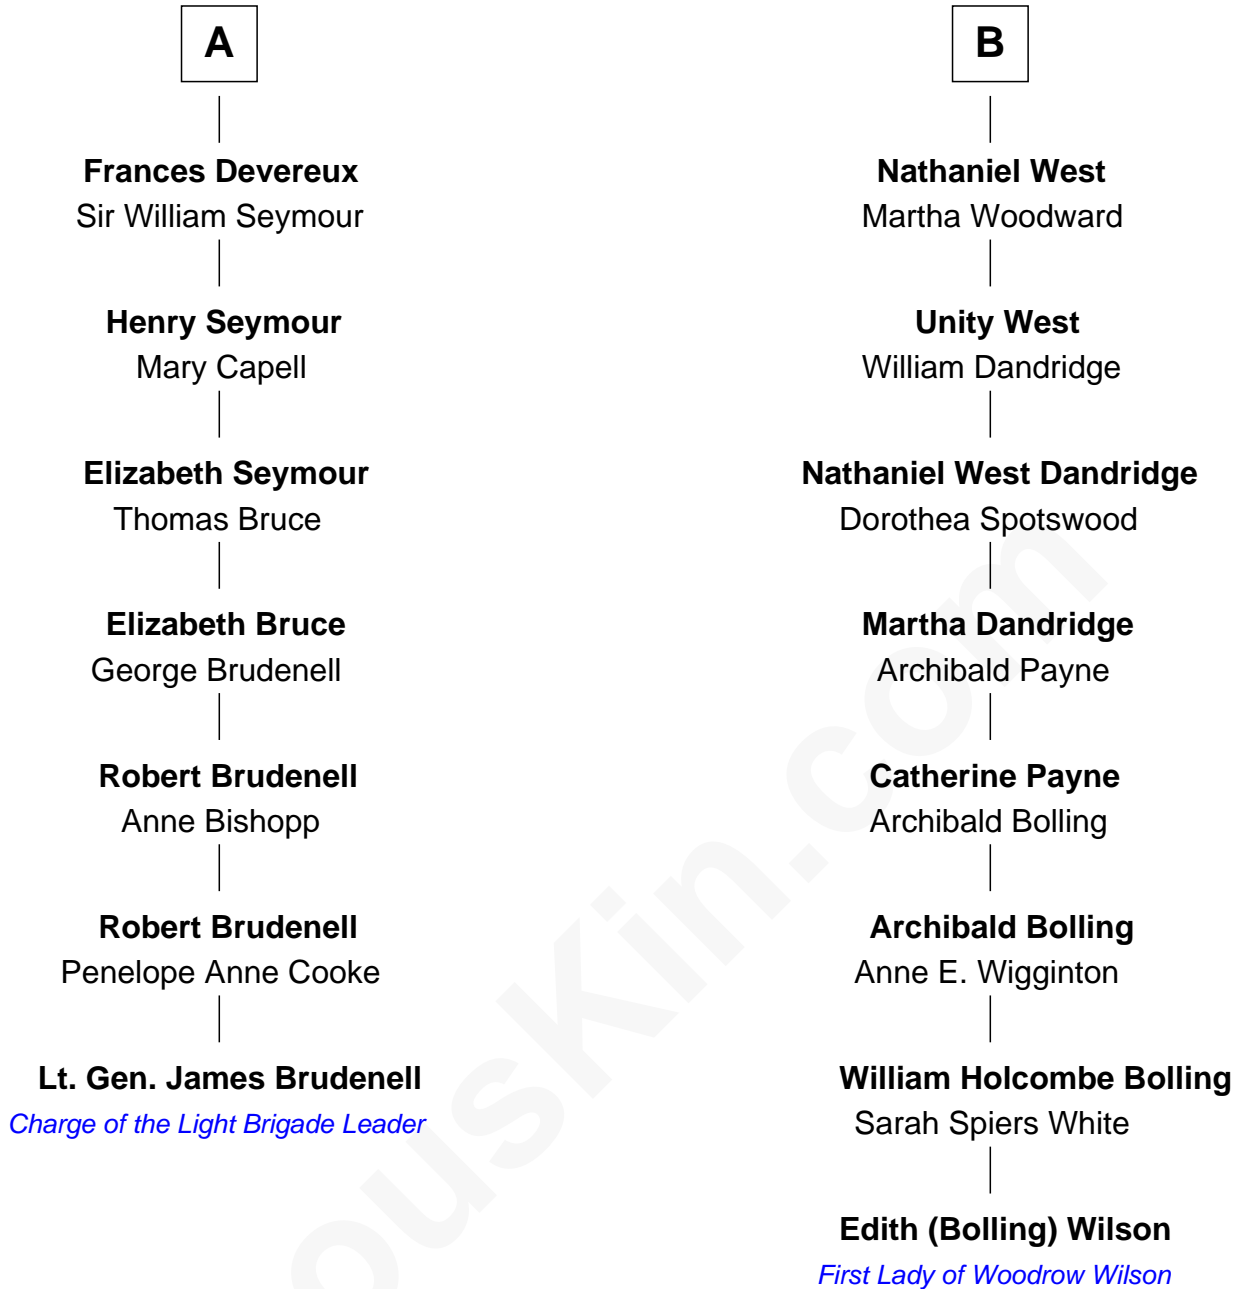 A
Frances Devereux
Sir William Seymour
Henry Seymour
Mary Capell
Elizabeth Seymour
Thomas Bruce
Elizabeth Bruce
George Brudenell
Robert Brudenell
Anne Bishopp
Robert Brudenell
Penelope Anne Cooke
Lt. Gen. James Brudenell
Charge of the Light Brigade Leader
B
Nathaniel West
Martha Woodward
Unity West
William Dandridge
Nathaniel West Dandridge
Dorothea Spotswood
Martha Dandridge
Archibald Payne
Catherine Payne
Archibald Bolling
Archibald Bolling
Anne E. Wigginton
William Holcombe Bolling
Sarah Spiers White
Edith (Bolling) Wilson
First Lady of Woodrow Wilson
ousKin.com